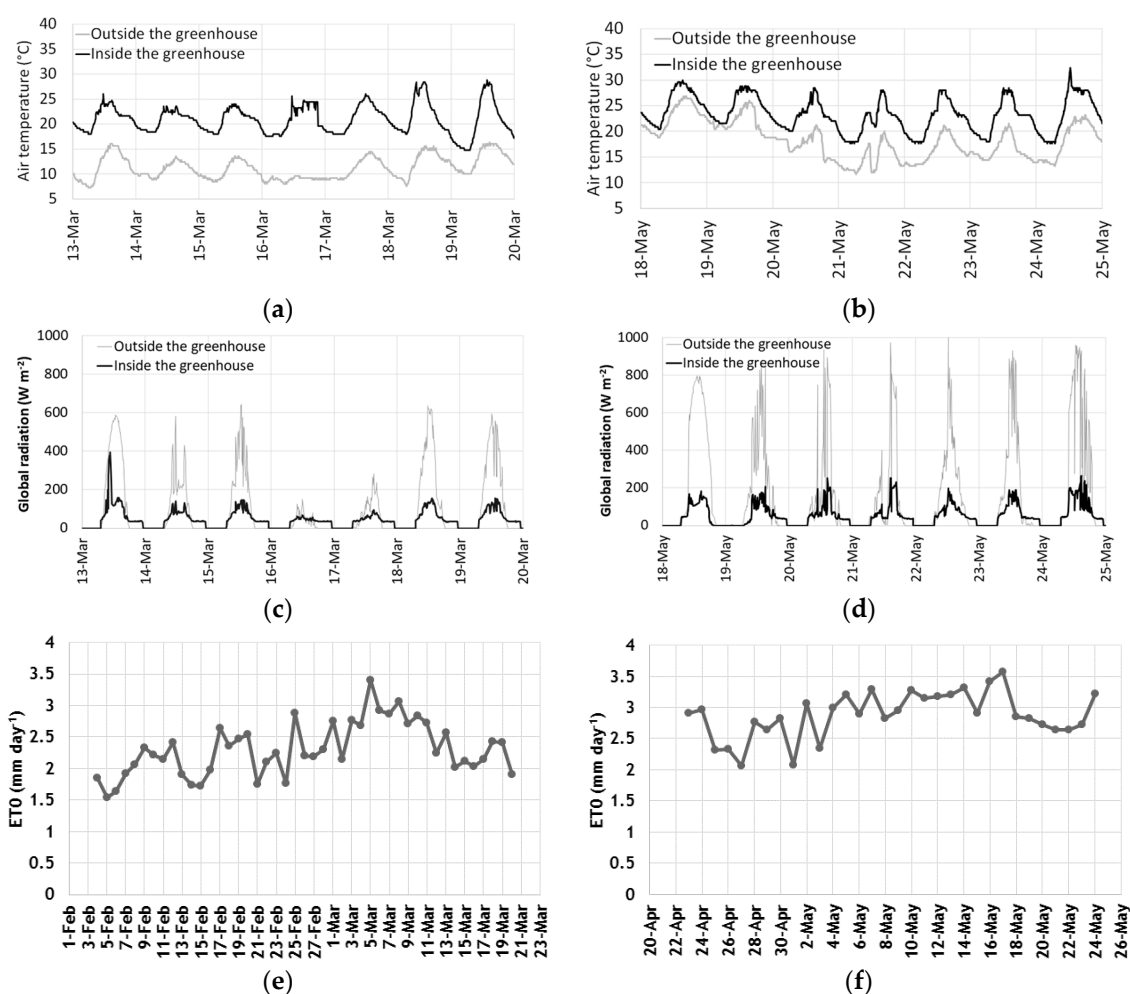 40
35
30
25
20
15
10
5
Air temperature (°C)
Outside the greenhouse
Inside the greenhouse
13-Mar
14-Mar
15-Mar
16-Mar
17-Mar
18-Mar
19-Mar
20-Mar
(a)
40
35
30
25
20
15
10
5
Air temperature (°C)
Outside the greenhouse
Inside the greenhouse
18-May
19-May
20-May
21-May
22-May
23-May
24-May
25-May
(b)
1000
800
600
400
200
0
Global radiation (W m⁻²)
Outside the greenhouse
Inside the greenhouse
13-Mar
14-Mar
15-Mar
16-Mar
17-Mar
18-Mar
19-Mar
20-Mar
(c)
1000
800
600
400
200
0
Global radiation (W m⁻²)
Outside the greenhouse
Inside the greenhouse
18-May
19-May
20-May
21-May
22-May
23-May
24-May
25-May
(d)
4
3.5
3
2.5
2
1.5
1
0.5
0
ET0 (mm day⁻¹)
1-Feb
3-Feb
5-Feb
7-Feb
9-Feb
11-Feb
13-Feb
15-Feb
17-Feb
19-Feb
21-Feb
23-Feb
25-Feb
27-Feb
1-Mar
3-Mar
5-Mar
7-Mar
9-Mar
11-Mar
13-Mar
15-Mar
17-Mar
19-Mar
21-Mar
23-Mar
(e)
4
3.5
3
2.5
2
1.5
1
0.5
0
ET0 (mm day⁻¹)
20-Apr
22-Apr
24-Apr
26-Apr
28-Apr
30-Apr
2-May
4-May
6-May
8-May
10-May
12-May
14-May
16-May
18-May
20-May
22-May
24-May
26-May
(f)